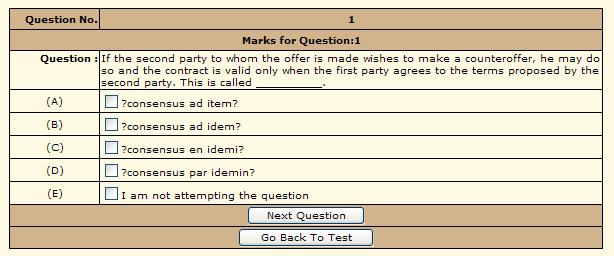 Question No. 1
Marks for Question:1
Question : If the second party to whom the offer is made wishes to make a counteroffer, he may do
so and the contract is valid only when the first party agrees to the terms proposed by the
second party. This is called __________.
(A) ?consensus ad item?
(B) ?consensus ad idem?
(C) ?consensus en idemi?
(D) ?consensus par idemin?
(E) I am not attempting the question
Next Question
Go Back To Test